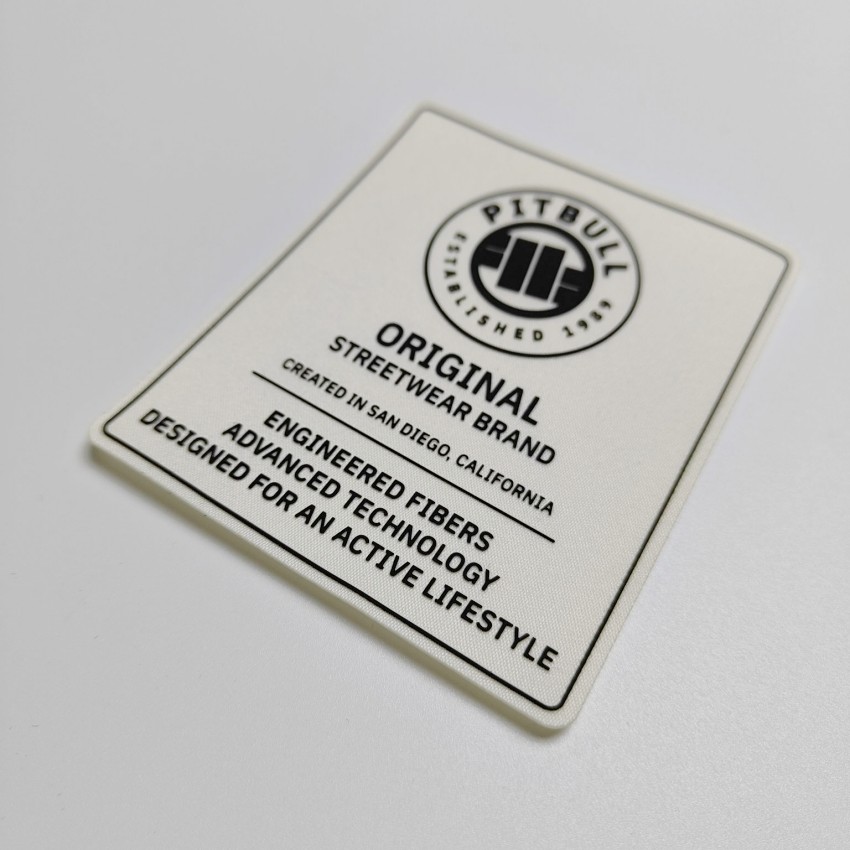 PITBULL
ESTABLISHED 1989
ORIGINAL
STREETWEAR BRAND
CREATED IN SAN DIEGO, CALIFORNIA
ENGINEERED FIBERS
ADVANCED TECHNOLOGY
DESIGNED FOR AN ACTIVE LIFESTYLE